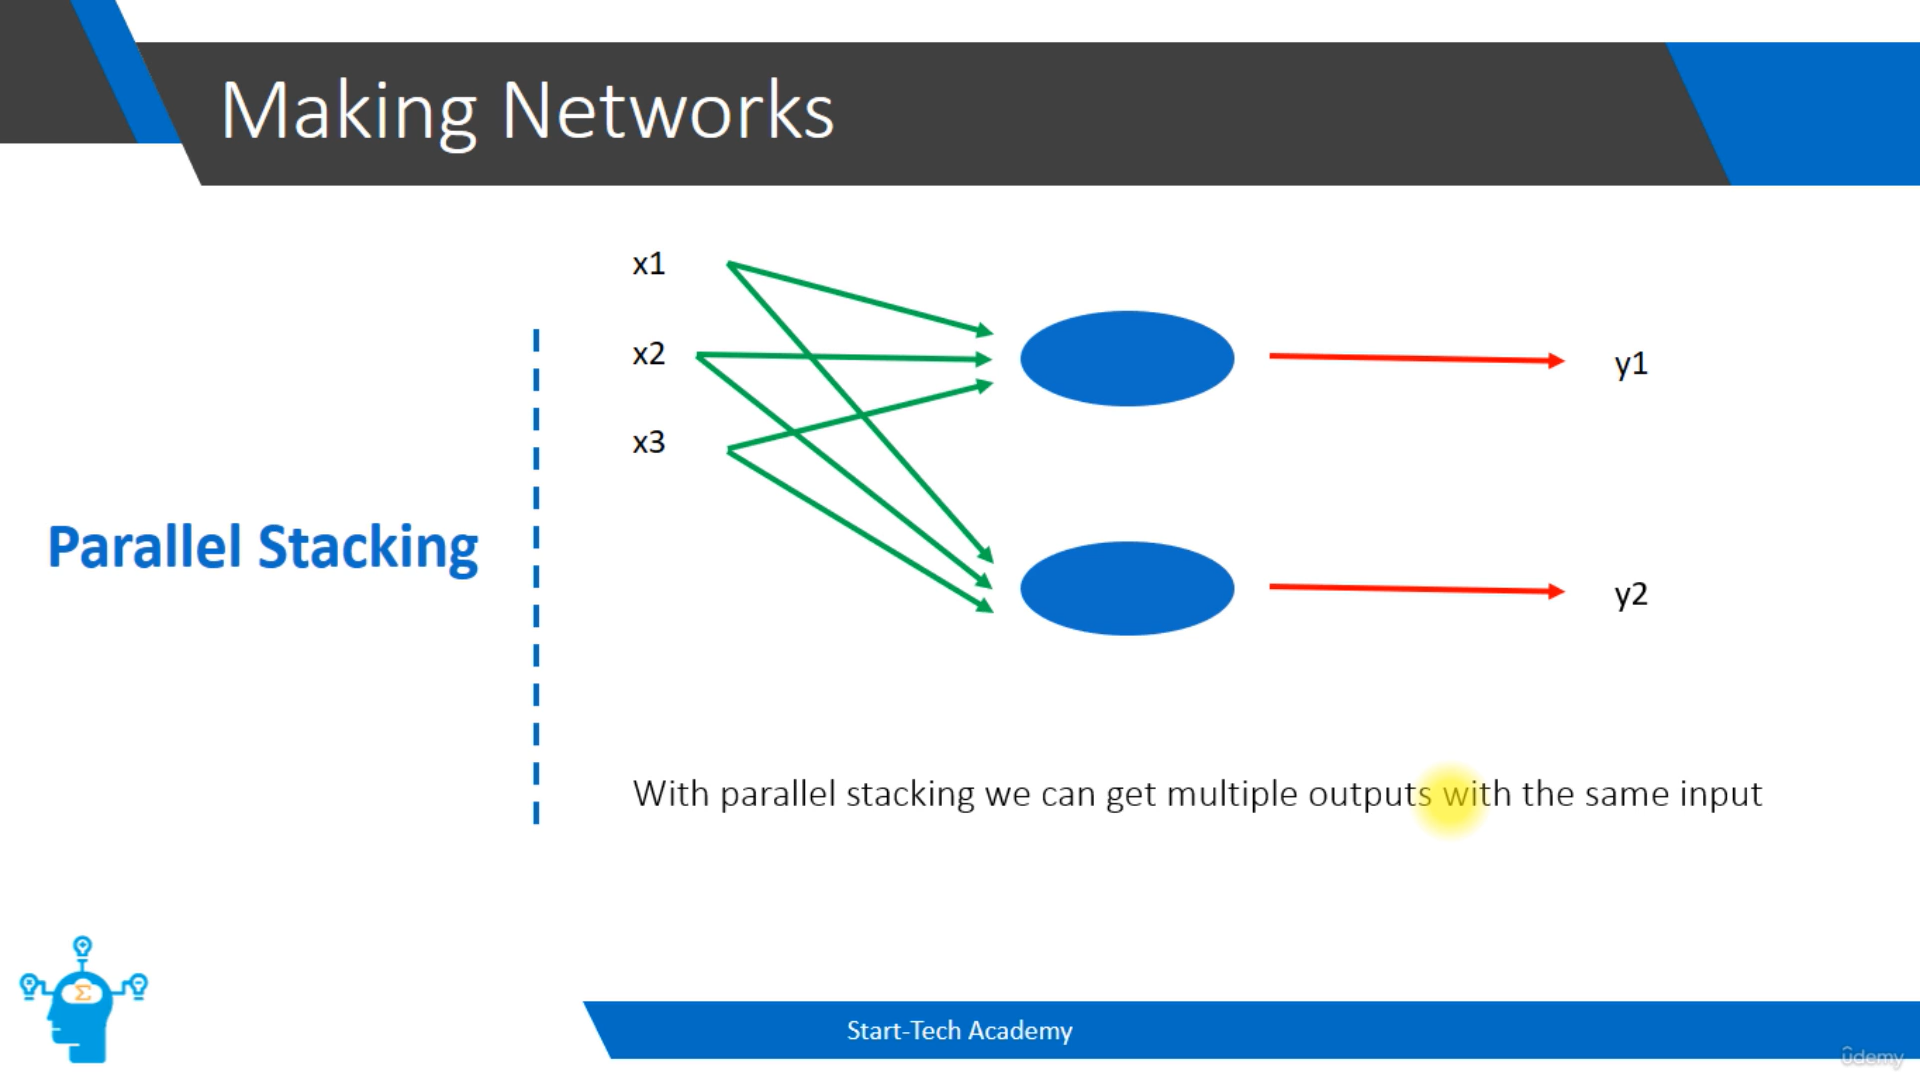 Making Networks
x1
x2
x3
y1
y2
Parallel Stacking
With parallel stacking we can get multiple outputs with the same input
Σ
Start-Tech Academy
udemy